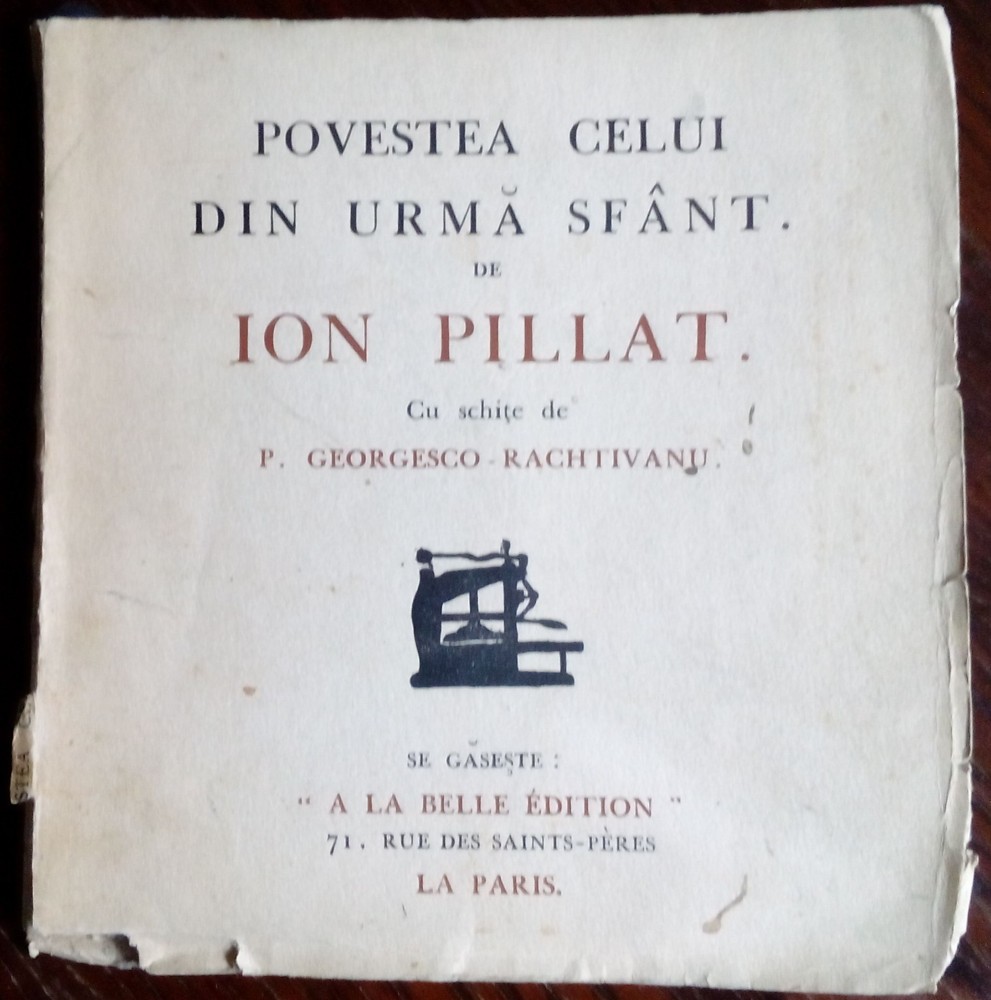 POVESTEA CELUI
DIN URMĂ SFÂNT.
DE
ION PILLAT.
Cu schițe de
P. GEORGESCO-RACHTIVANU.
SE GĂSEȘTE :
" A LA BELLE ÉDITION "
71. RUE DES SAINTS-PÈRES
LA PARIS.
STEA